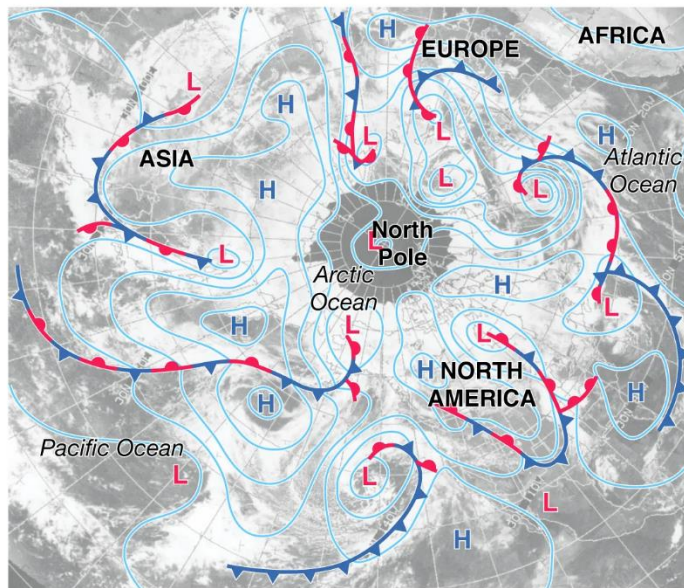 H
EUROPE
AFRICA
L
H
L
L
H
ASIA
Atlantic
Ocean
L
L
H
North
Pole
L
L
Arctic
Ocean
H
L
L
H
L
H
NORTH
AMERICA
H
H
Pacific Ocean
L
L
L
H